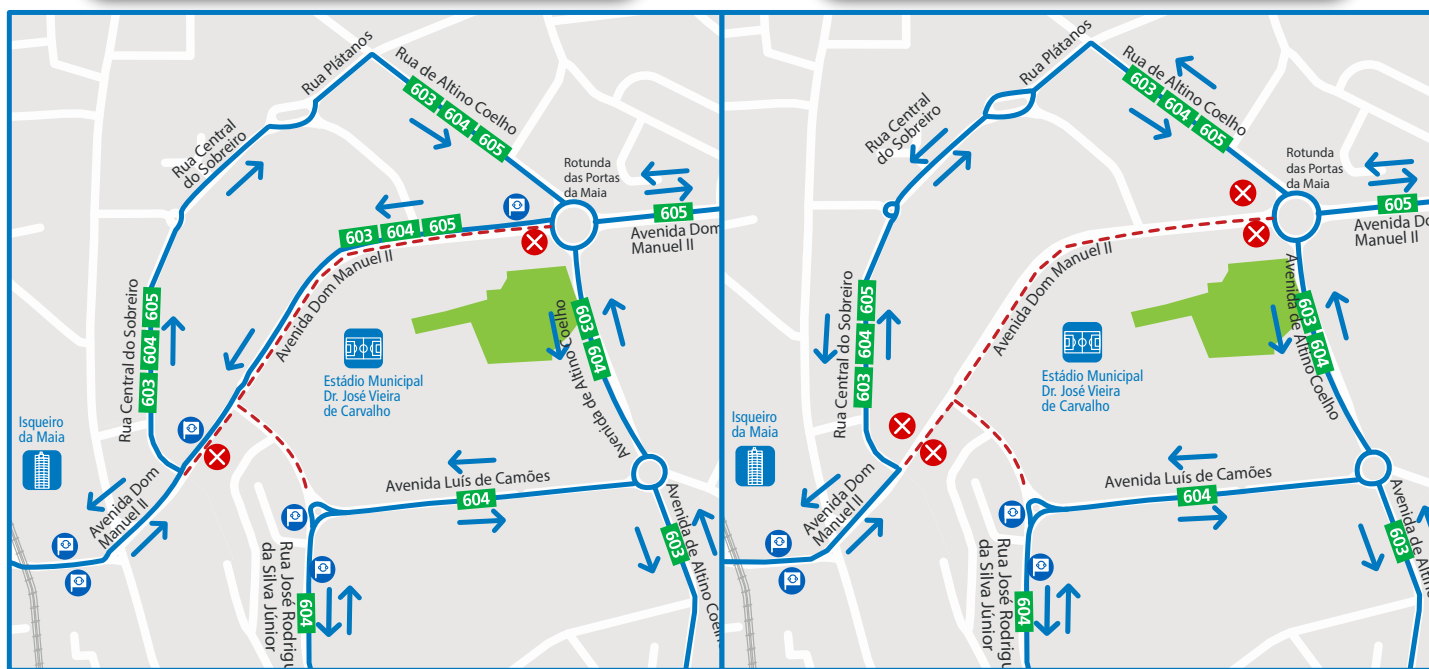 Rua Plátanos
Rua de Altino Coelho
603 604 605
Rua Central
do Sobreiro
Rotunda
das Portas
da Maia
603 604 605
605
Avenida Dom
Manuel II
Avenida Dom Manuel II
Rua Central do Sobreiro
603 604 605
603 604
Avenida de Altino Coelho
Estádio Municipal
Dr. José Vieira
de Carvalho
Isqueiro
da Maia
Avenida Dom
Manuel II
Avenida Luís de Camões
604
Avenida de Altino Coelho
603
Rua José Rodrigu
da Silva Júnior
604
Rua Plátanos
Rua de Altino Coelho
603 604 605
Rua Central
do Sobreiro
Rotunda
das Portas
da Maia
605
Avenida Do
Manuel II
Avenida Dom Manuel II
Rua Central do Sobreiro
603 604 605
603 604
Avenida de Altino Coelho
Estádio Municipal
Dr. José Vieira
de Carvalho
Isqueiro
da Maia
Avenida Dom
Manuel II
Avenida Luís de Camões
604
Avenida de Altin
603
Rua José Rodrigu
da Silva Júnior
604